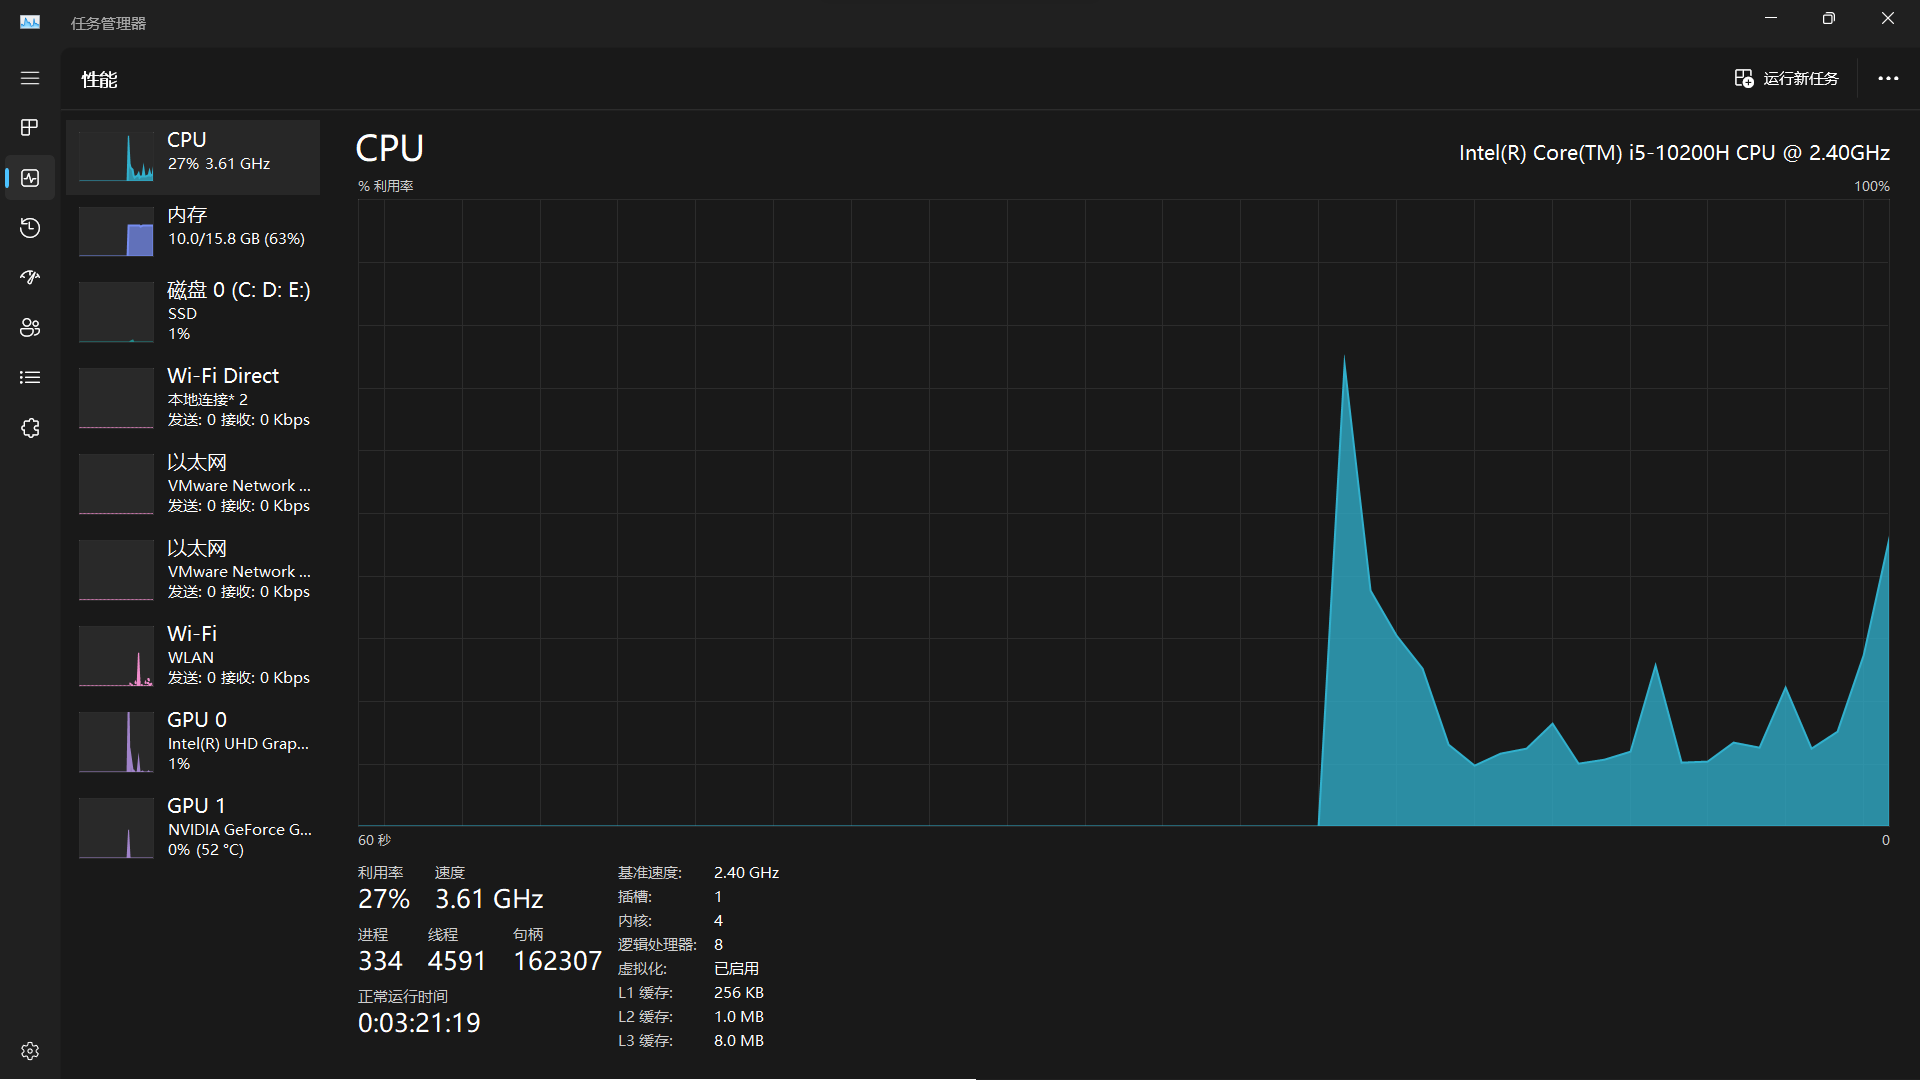 任务管理器
性能
运行新任务
CPU
27% 3.61 GHz
内存
10.0/15.8 GB (63%)
磁盘 0 (C: D: E:)
SSD
1%
Wi-Fi Direct
本地连接* 2
发送: 0 接收: 0 Kbps
以太网
VMware Network ...
发送: 0 接收: 0 Kbps
以太网
VMware Network ...
发送: 0 接收: 0 Kbps
Wi-Fi
WLAN
发送: 0 接收: 0 Kbps
GPU 0
Intel(R) UHD Grap...
1%
GPU 1
NVIDIA GeForce G...
0% (52 °C)
CPU
Intel(R) Core(TM) i5-10200H CPU @ 2.40GHz
% 利用率
100%
60 秒
0
利用率 速度
27% 3.61 GHz
进程 线程 句柄
334 4591 162307
正常运行时间
0:03:21:19
基准速度: 2.40 GHz
插槽: 1
内核: 4
逻辑处理器: 8
虚拟化: 已启用
L1 缓存: 256 KB
L2 缓存: 1.0 MB
L3 缓存: 8.0 MB